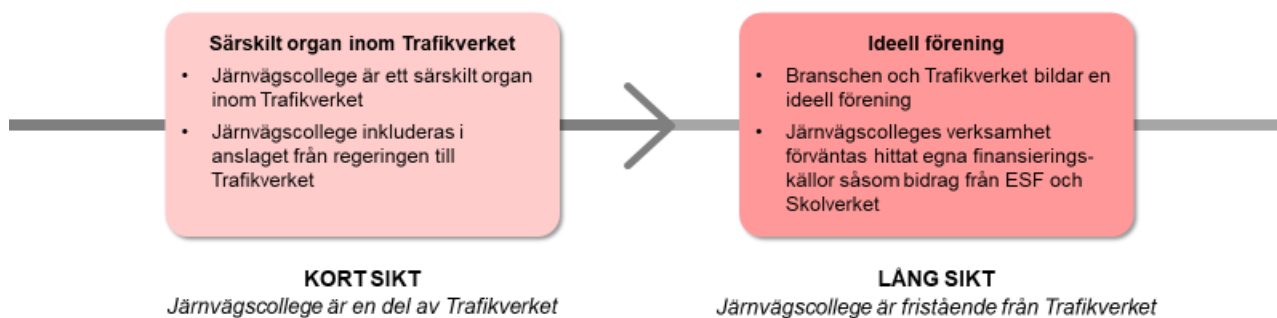 Särskilt organ inom Trafikverket
• Järnvägscollege är ett särskilt organ
inom Trafikverket
• Järnvägscollege inkluderas i
anslaget från regeringen till
Trafikverket
KORT SIKT
Järnvägscollege är en del av Trafikverket
Ideell förening
• Branschen och Trafikverket bildar en
ideell förening
• Järnvägscolleges verksamhet
förväntas hittat egna finansierings-
källor såsom bidrag från ESF och
Skolverket
LÅNG SIKT
Järnvägscollege är fristående från Trafikverket